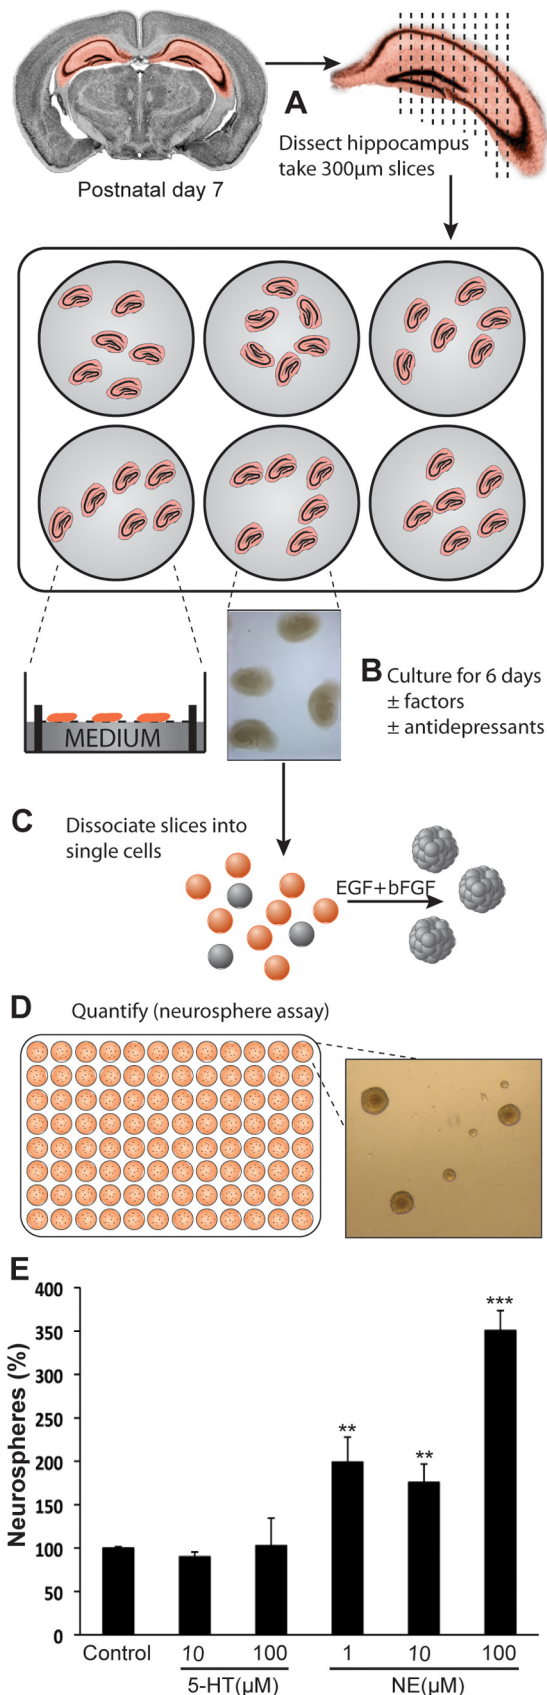 A
Dissect hippocampus
take 300µm slices
Postnatal day 7
B
Culture for 6 days
± factors
± antidepressants
MEDIUM
C
Dissociate slices into
single cells
EGF+bFGF
D
Quantify (neurosphere assay)
E
Neurospheres (%)
400
350
300
250
200
150
100
50
0
***
**
**
Control
10
100
1
10
100
5-HT(µM)
NE(µM)